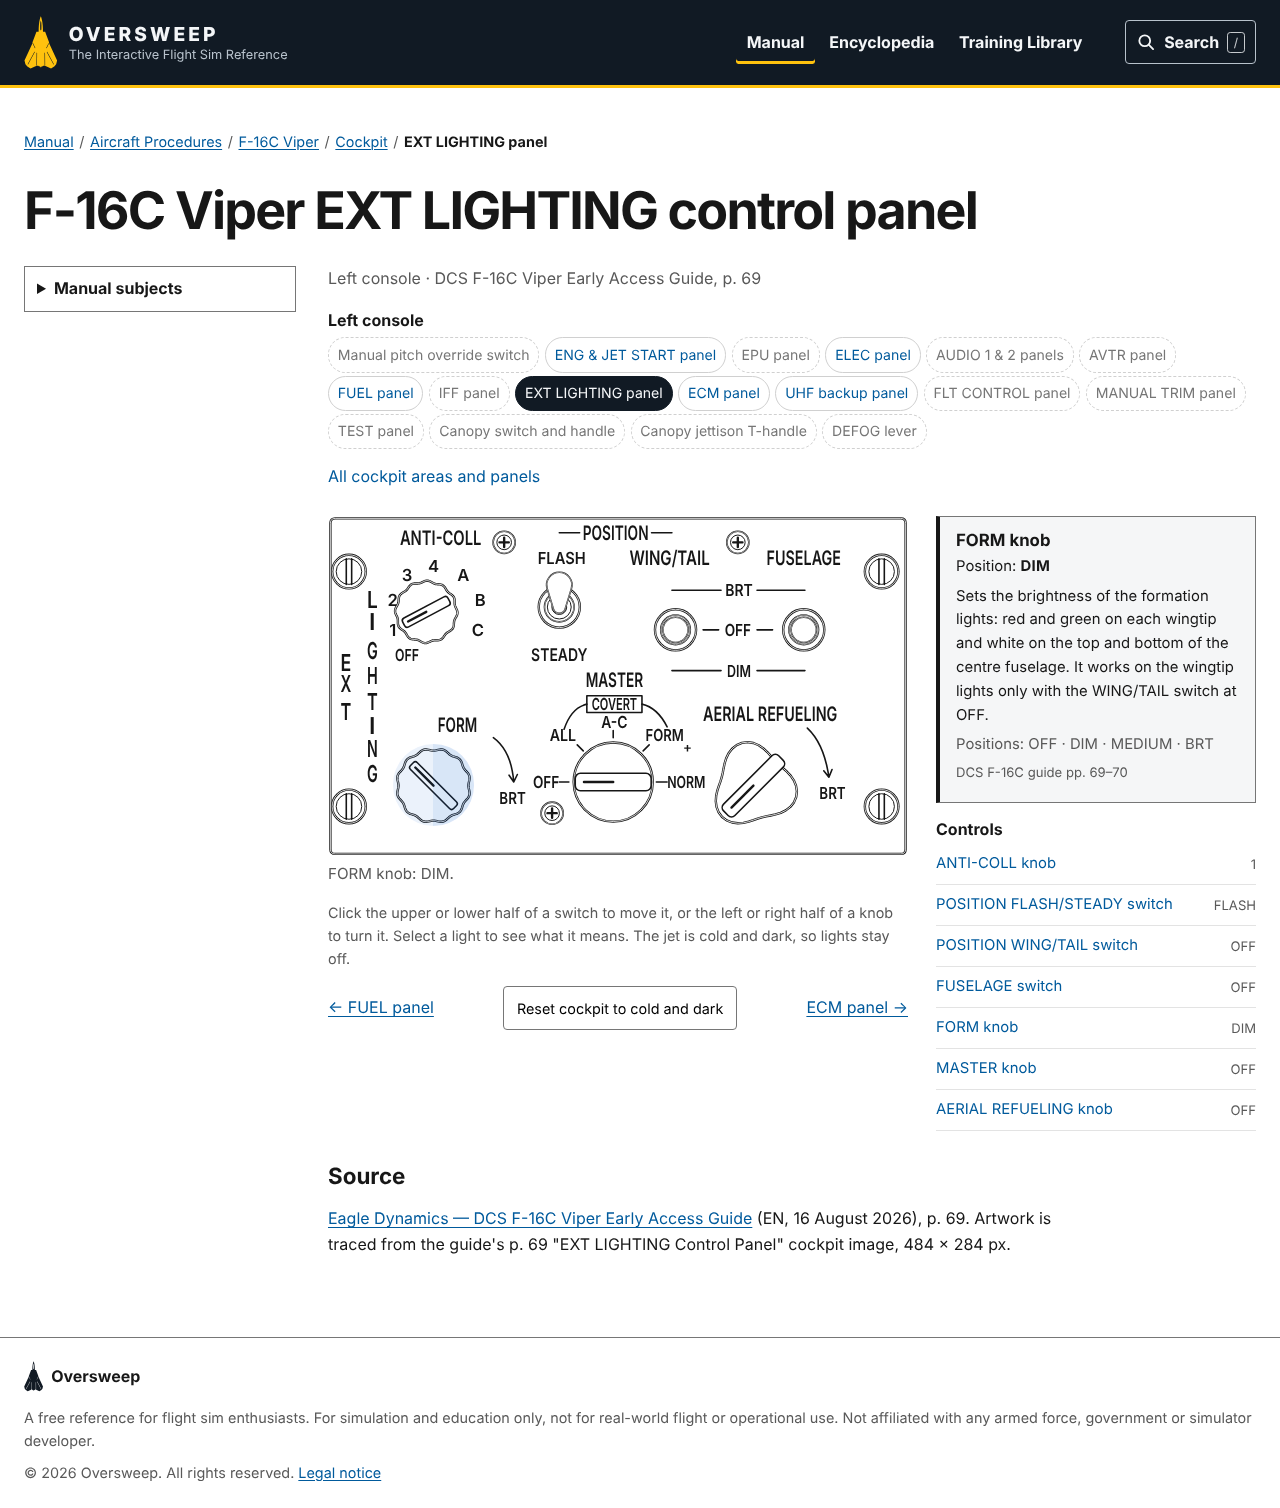 OVERSWEEP
The Interactive Flight Sim Reference
Manual
Encyclopedia
Training Library
Search /
Manual / Aircraft Procedures / F-16C Viper / Cockpit / EXT LIGHTING panel
F-16C Viper EXT LIGHTING control panel
Manual subjects
Left console · DCS F-16C Viper Early Access Guide, p. 69
Left console
Manual pitch override switch
ENG & JET START panel
EPU panel
ELEC panel
AUDIO 1 & 2 panels
AVTR panel
FUEL panel
IFF panel
EXT LIGHTING panel
ECM panel
UHF backup panel
FLT CONTROL panel
MANUAL TRIM panel
TEST panel
Canopy switch and handle
Canopy jettison T-handle
DEFOG lever
All cockpit areas and panels
EXT
LIGHTING
ANTI-COLL
OFF
1
2
3
4
A
B
C
POSITION
FLASH
STEADY
WING/TAIL
FUSELAGE
BRT
OFF
DIM
MASTER
COVERT
A-C
ALL
FORM
+
OFF
NORM
FORM
BRT
AERIAL REFUELING
BRT
FORM knob: DIM.
Click the upper or lower half of a switch to move it, or the left or right half of a knob
to turn it. Select a light to see what it means. The jet is cold and dark, so lights stay
off.
← FUEL panel
Reset cockpit to cold and dark
ECM panel →
FORM knob
Position: DIM
Sets the brightness of the formation
lights: red and green on each wingtip
and white on the top and bottom of the
centre fuselage. It works on the wingtip
lights only with the WING/TAIL switch at
OFF.
Positions: OFF · DIM · MEDIUM · BRT
DCS F-16C guide pp. 69–70
Controls
ANTI-COLL knob 1
POSITION FLASH/STEADY switch FLASH
POSITION WING/TAIL switch OFF
FUSELAGE switch OFF
FORM knob DIM
MASTER knob OFF
AERIAL REFUELING knob OFF
Source
Eagle Dynamics — DCS F-16C Viper Early Access Guide (EN, 16 August 2026), p. 69. Artwork is
traced from the guide's p. 69 "EXT LIGHTING Control Panel" cockpit image, 484 × 284 px.
Oversweep
A free reference for flight sim enthusiasts. For simulation and education only, not for real-world flight or operational use. Not affiliated with any armed force, government or simulator
developer.
© 2026 Oversweep. All rights reserved. Legal notice